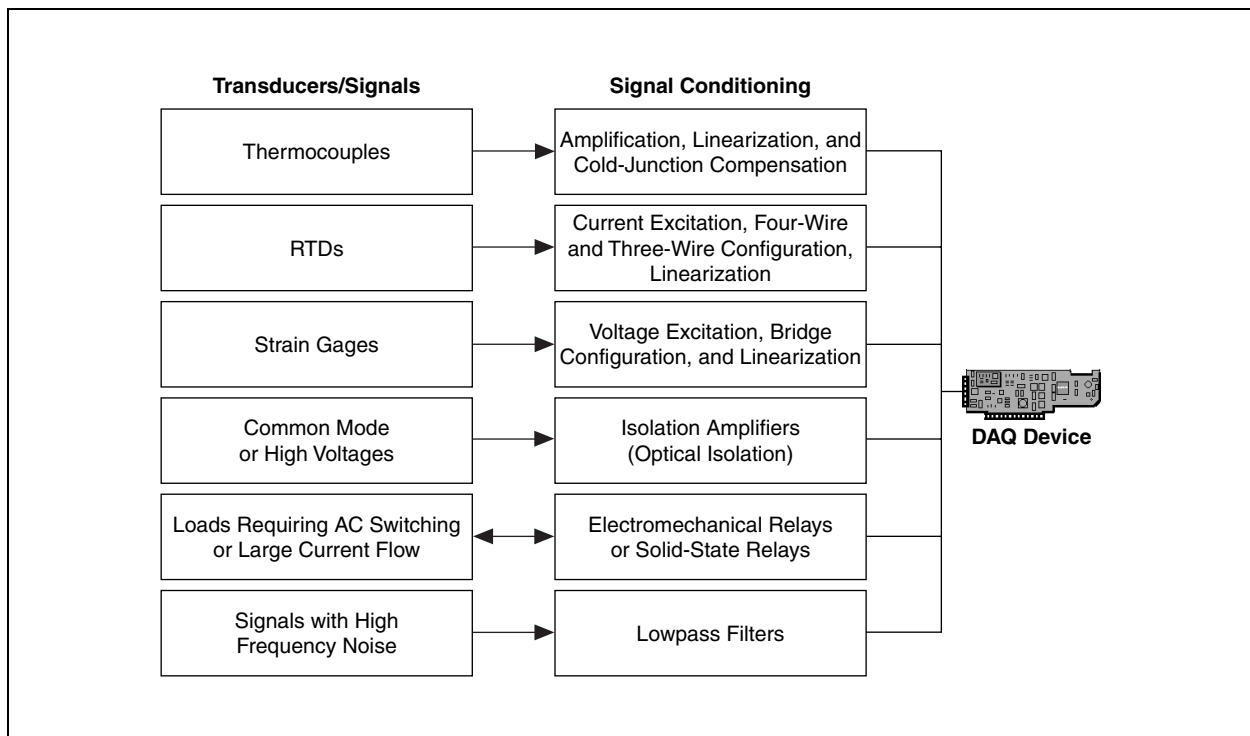 Transducers/Signals
Signal Conditioning
Thermocouples
Amplification, Linearization, and
Cold-Junction Compensation
RTDs
Current Excitation, Four-Wire
and Three-Wire Configuration,
Linearization
Strain Gages
Voltage Excitation, Bridge
Configuration, and Linearization
Common Mode
or High Voltages
Isolation Amplifiers
(Optical Isolation)
DAQ Device
Loads Requiring AC Switching
or Large Current Flow
Electromechanical Relays
or Solid-State Relays
Signals with High
Frequency Noise
Lowpass Filters